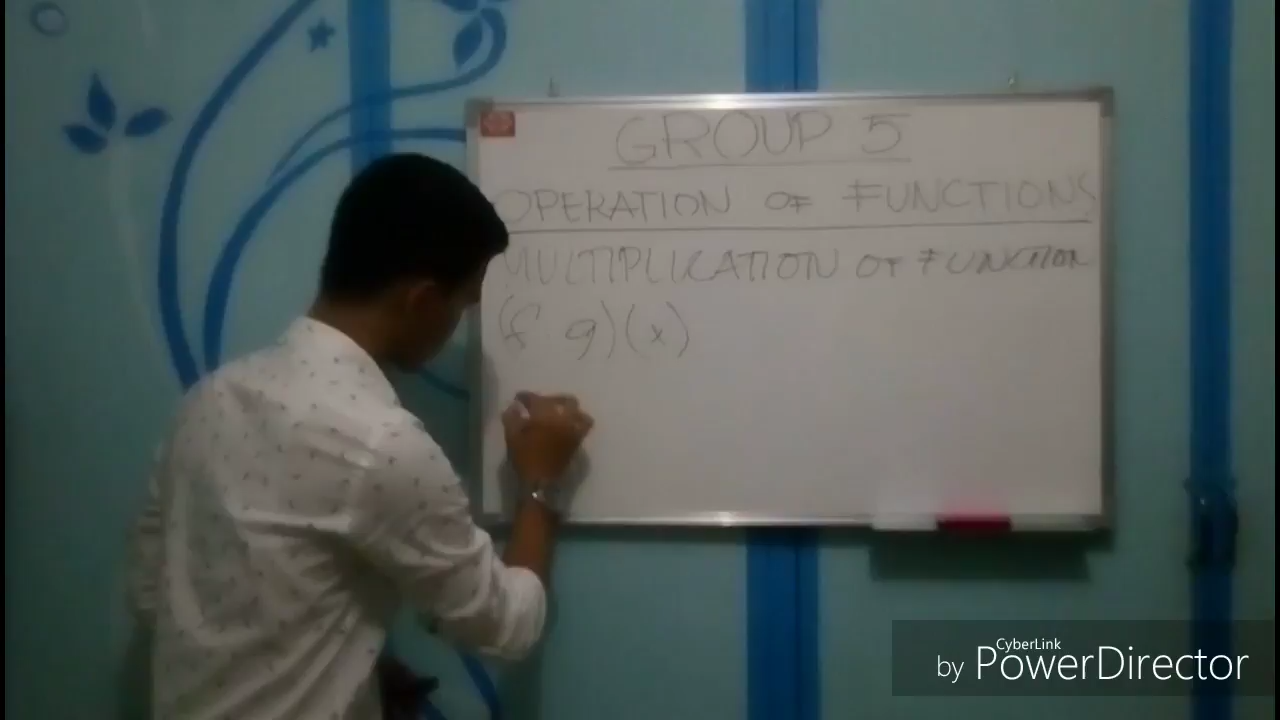 GROUP 5
OPERATION OF FUNCTIONS
MULTIPLICATION OF FUNCTION
(f · g)(x)
CyberLink
by PowerDirector